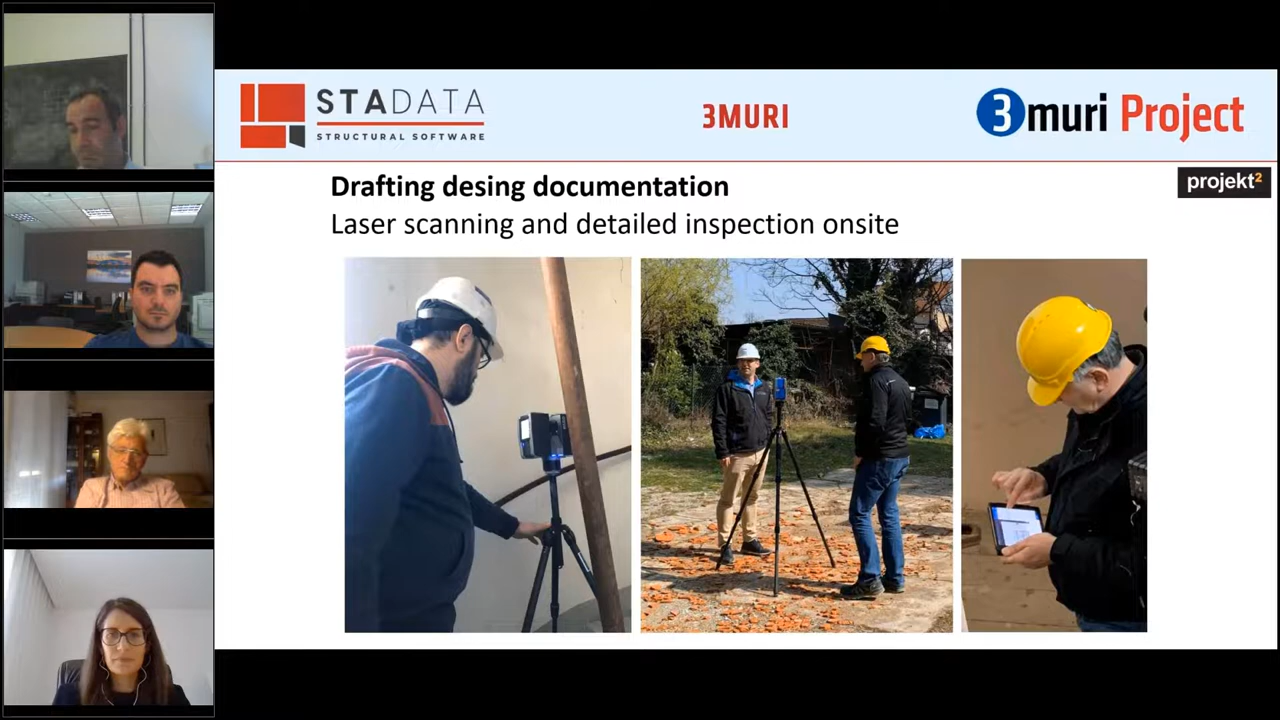 STADATA
STRUCTURAL SOFTWARE
3MURI
3muri Project
projekt²
Drafting desing documentation
Laser scanning and detailed inspection onsite